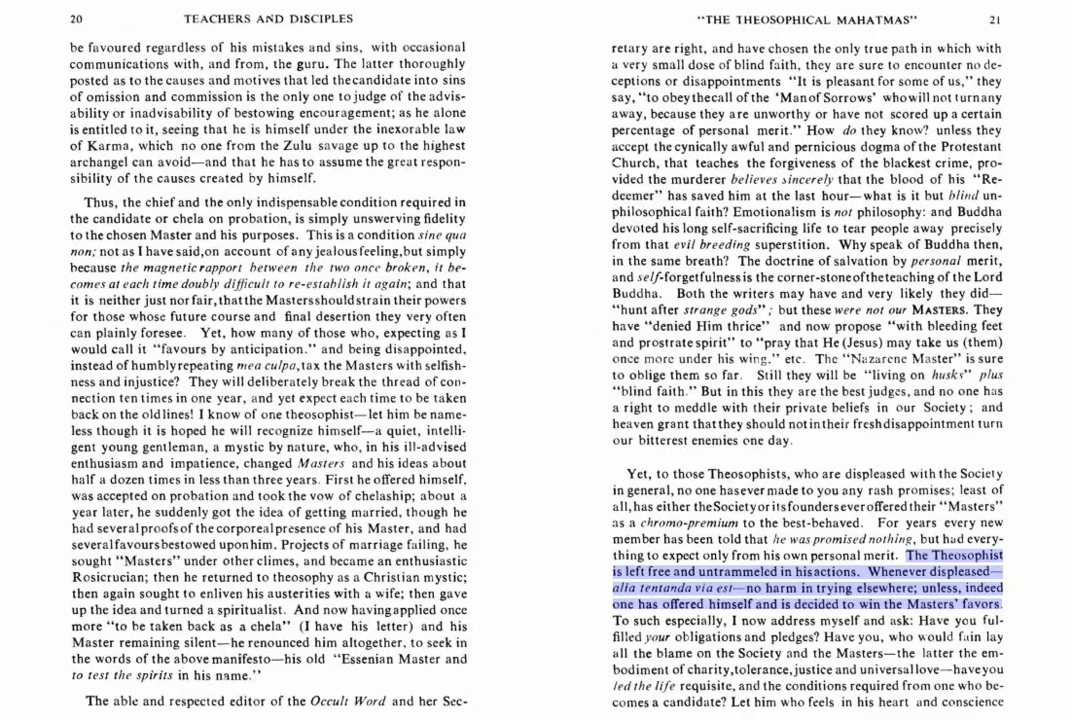 20 TEACHERS AND DISCIPLES
be favoured regardless of his mistakes and sins, with occasional
communications with, and from, the guru. The latter thoroughly
posted as to the causes and motives that led the candidate into sins
of omission and commission is the only one to judge of the advis-
ability or inadvisability of bestowing encouragement; as he alone
is entitled to it, seeing that he is himself under the inexorable law
of Karma, which no one from the Zulu savage up to the highest
archangel can avoid—and that he has to assume the great respon-
sibility of the causes created by himself.
Thus, the chief and the only indispensable condition required in
the candidate or chela on probation, is simply unswerving fidelity
to the chosen Master and his purposes. This is a condition sine qua
non; not as I have said, on account of any jealous feeling, but simply
because the magnetic rapport between the two once broken, it be-
comes at each time doubly difficult to re-establish it again; and that
it is neither just nor fair, that the Masters should strain their powers
for those whose future course and final desertion they very often
can plainly foresee. Yet, how many of those who, expecting as I
would call it "favours by anticipation." and being disappointed,
instead of humbly repeating mea culpa, tax the Masters with selfish-
ness and injustice? They will deliberately break the thread of con-
nection ten times in one year, and yet expect each time to be taken
back on the old lines! I know of one theosophist—let him be name-
less though it is hoped he will recognize himself—a quiet, intelli-
gent young gentleman, a mystic by nature, who, in his ill-advised
enthusiasm and impatience, changed Masters and his ideas about
half a dozen times in less than three years. First he offered himself,
was accepted on probation and took the vow of chelaship; about a
year later, he suddenly got the idea of getting married, though he
had several proofs of the corporeal presence of his Master, and had
several favours bestowed upon him. Projects of marriage failing, he
sought "Masters" under other climes, and became an enthusiastic
Rosicrucian; then he returned to theosophy as a Christian mystic;
then again sought to enliven his austerities with a wife; then gave
up the idea and turned a spiritualist. And now having applied once
more "to be taken back as a chela" (I have his letter) and his
Master remaining silent—he renounced him altogether, to seek in
the words of the above manifesto—his old "Essenian Master and
to test the spirits in his name."
The able and respected editor of the Occult Word and her Sec-
"THE THEOSOPHICAL MAHATMAS" 21
retary are right, and have chosen the only true path in which with
a very small dose of blind faith, they are sure to encounter no de-
ceptions or disappointments "It is pleasant for some of us," they
say, "to obey the call of the 'Man of Sorrows' who will not turn any
away, because they are unworthy or have not scored up a certain
percentage of personal merit." How do they know? unless they
accept the cynically awful and pernicious dogma of the Protestant
Church, that teaches the forgiveness of the blackest crime, pro-
vided the murderer believes sincerely that the blood of his "Re-
deemer" has saved him at the last hour—what is it but blind un-
philosophical faith? Emotionalism is not philosophy: and Buddha
devoted his long self-sacrificing life to tear people away precisely
from that evil breeding superstition. Why speak of Buddha then,
in the same breath? The doctrine of salvation by personal merit,
and self-forgetfulness is the corner-stone of the teaching of the Lord
Buddha. Both the writers may have and very likely they did—
"hunt after strange gods"; but these were not our MASTERS. They
have "denied Him thrice" and now propose "with bleeding feet
and prostrate spirit" to "pray that He (Jesus) may take us (them)
once more under his wing," etc. The "Nazarene Master" is sure
to oblige them so far. Still they will be "living on husks" plus
"blind faith." But in this they are the best judges, and no one has
a right to meddle with their private beliefs in our Society; and
heaven grant that they should not in their fresh disappointment turn
our bitterest enemies one day.
Yet, to those Theosophists, who are displeased with the Society
in general, no one has ever made to you any rash promises; least of
all, has either the Society or its founders ever offered their "Masters"
as a chromo-premium to the best-behaved. For years every new
member has been told that he was promised nothing, but had every-
thing to expect only from his own personal merit. The Theosophist
is left free and untrammeled in his actions. Whenever displeased—
alia tentanda via est—no harm in trying elsewhere; unless, indeed
one has offered himself and is decided to win the Masters' favors.
To such especially, I now address myself and ask: Have you ful-
filled your obligations and pledges? Have you, who would fain lay
all the blame on the Society and the Masters—the latter the em-
bodiment of charity, tolerance, justice and universal love—have you
led the life requisite, and the conditions required from one who be-
comes a candidate? Let him who feels in his heart and conscience